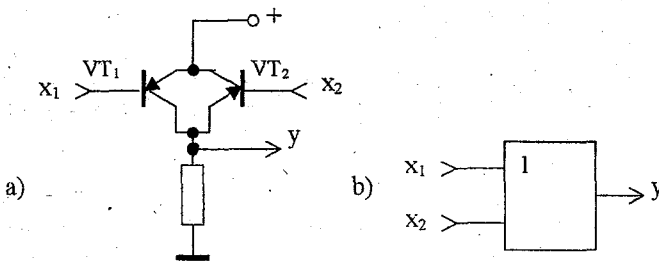 +
VT₁
VT₂
x₁
x₂
y
a)
b)
x₁
1
x₂
y